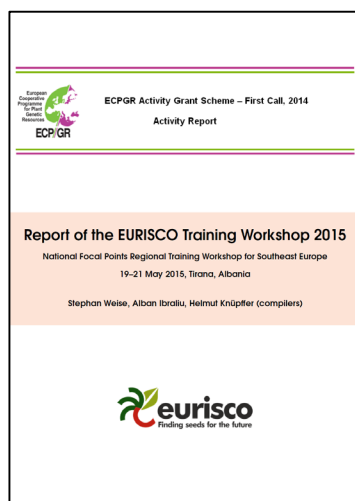 European
Cooperative
Programme
for Plant
Genetic
Resources
ECP/GR
ECPGR Activity Grant Scheme – First Call, 2014
Activity Report
Report of the EURISCO Training Workshop 2015
National Focal Points Regional Training Workshop for Southeast Europe
19–21 May 2015, Tirana, Albania
Stephan Weise, Alban Ibraliu, Helmut Knüpffer (compilers)
eurisco
Finding seeds for the future